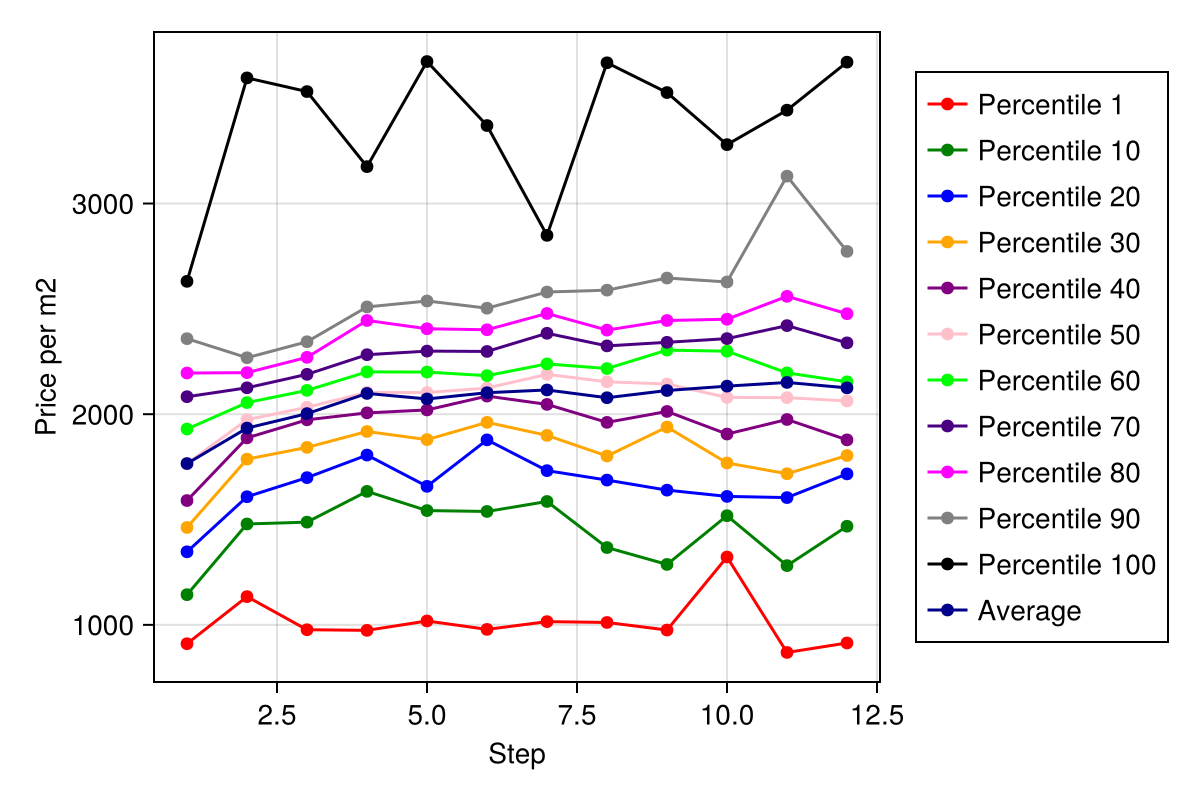 Price per m2
3000
2000
1000
2.5
5.0
7.5
10.0
12.5
Step
Percentile 1
Percentile 10
Percentile 20
Percentile 30
Percentile 40
Percentile 50
Percentile 60
Percentile 70
Percentile 80
Percentile 90
Percentile 100
Average